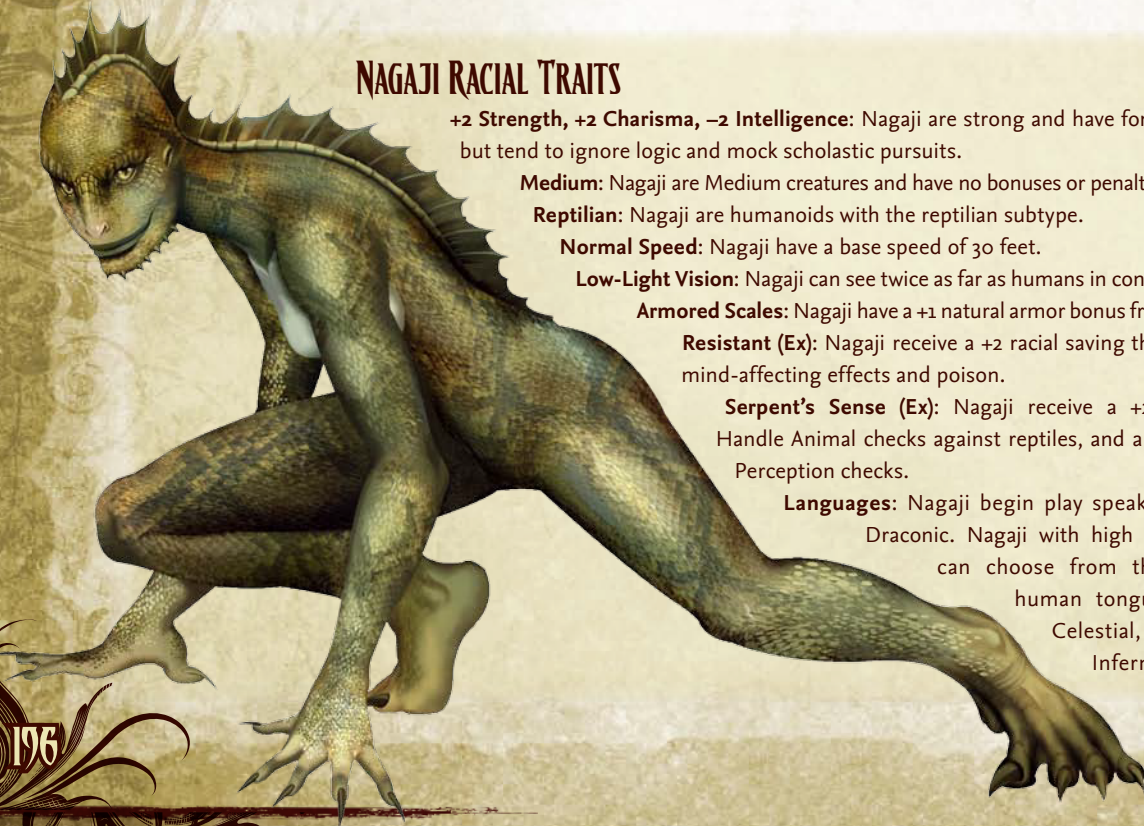 NAGAJI RACIAL TRAITS
+2 Strength, +2 Charisma, –2 Intelligence: Nagaji are strong and have for
but tend to ignore logic and mock scholastic pursuits.
Medium: Nagaji are Medium creatures and have no bonuses or penalt
Reptilian: Nagaji are humanoids with the reptilian subtype.
Normal Speed: Nagaji have a base speed of 30 feet.
Low-Light Vision: Nagaji can see twice as far as humans in con
Armored Scales: Nagaji have a +1 natural armor bonus fr
Resistant (Ex): Nagaji receive a +2 racial saving th
mind-affecting effects and poison.
Serpent's Sense (Ex): Nagaji receive a
Handle Animal checks against reptiles, and a
Perception checks.
Languages: Nagaji begin play speak
Draconic. Nagaji with high
can choose from th
human tongu
Celestial,
Infern
196